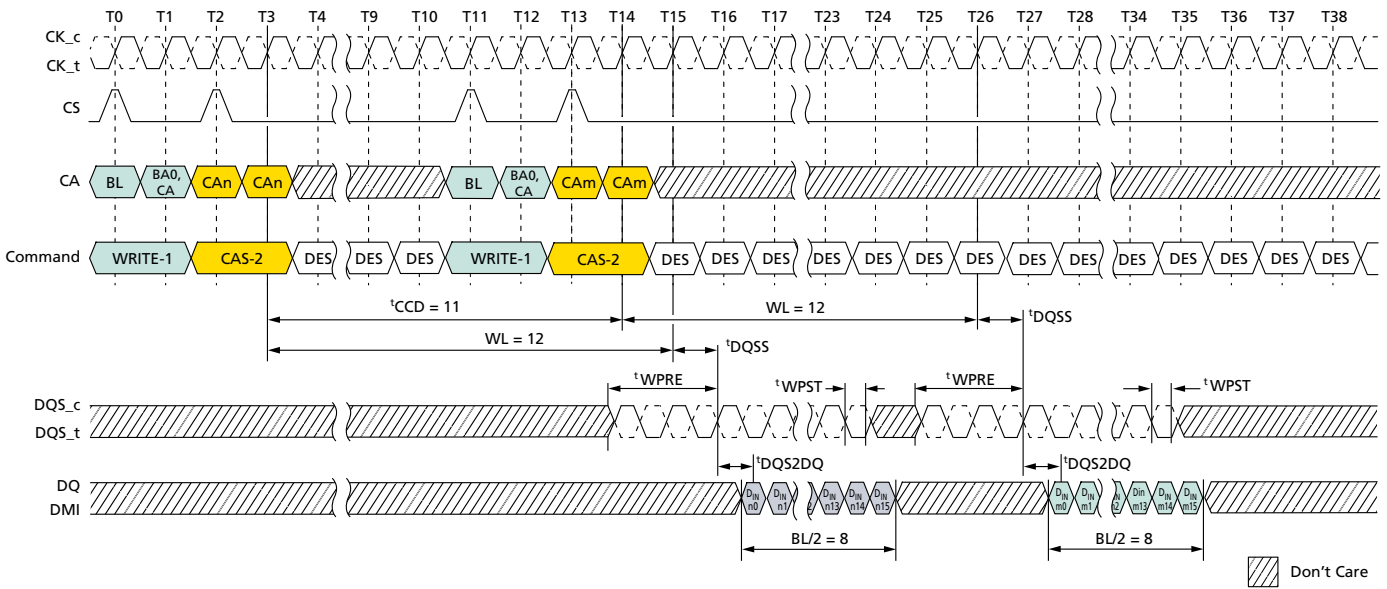 T0 T1 T2 T3 T4 T9 T10 T11 T12 T13 T14 T15 T16 T17 T23 T24 T25 T26 T27 T28 T34 T35 T36 T37 T38
CK_c
CK_t
CS
CA BL BA0, CA CAn CAn BL BA0, CA CAm CAm
Command WRITE-1 CAS-2 DES DES DES WRITE-1 CAS-2 DES DES DES DES DES DES DES DES DES DES DES DES DES DES
tCCD = 11 WL = 12 tDQSS
WL = 12 tDQSS
tWPRE tWPST tWPRE tWPST
DQS_c
DQS_t
tDQS2DQ tDQS2DQ
DQ DIN n0 DIN n1 DIN n13 DIN n14 DIN n15 DIN m0 DIN m1 Din m13 DIN m14 DIN m15
DMI
BL/2 = 8 BL/2 = 8
Don't Care